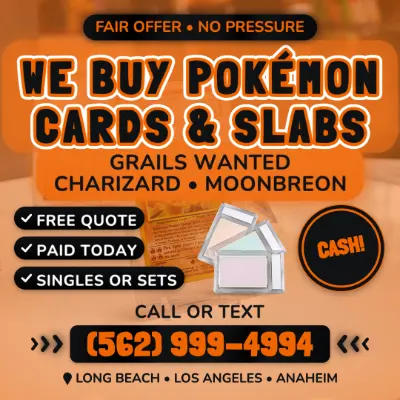 FAIR OFFER • NO PRESSURE
WE BUY POKÉMON
CARDS & SLABS
GRAILS WANTED
CHARIZARD • MOONBREON
FREE QUOTE
PAID TODAY
SINGLES OR SETS
CASH!
CALL OR TEXT
(562) 999-4994
LONG BEACH • LOS ANGELES • ANAHEIM